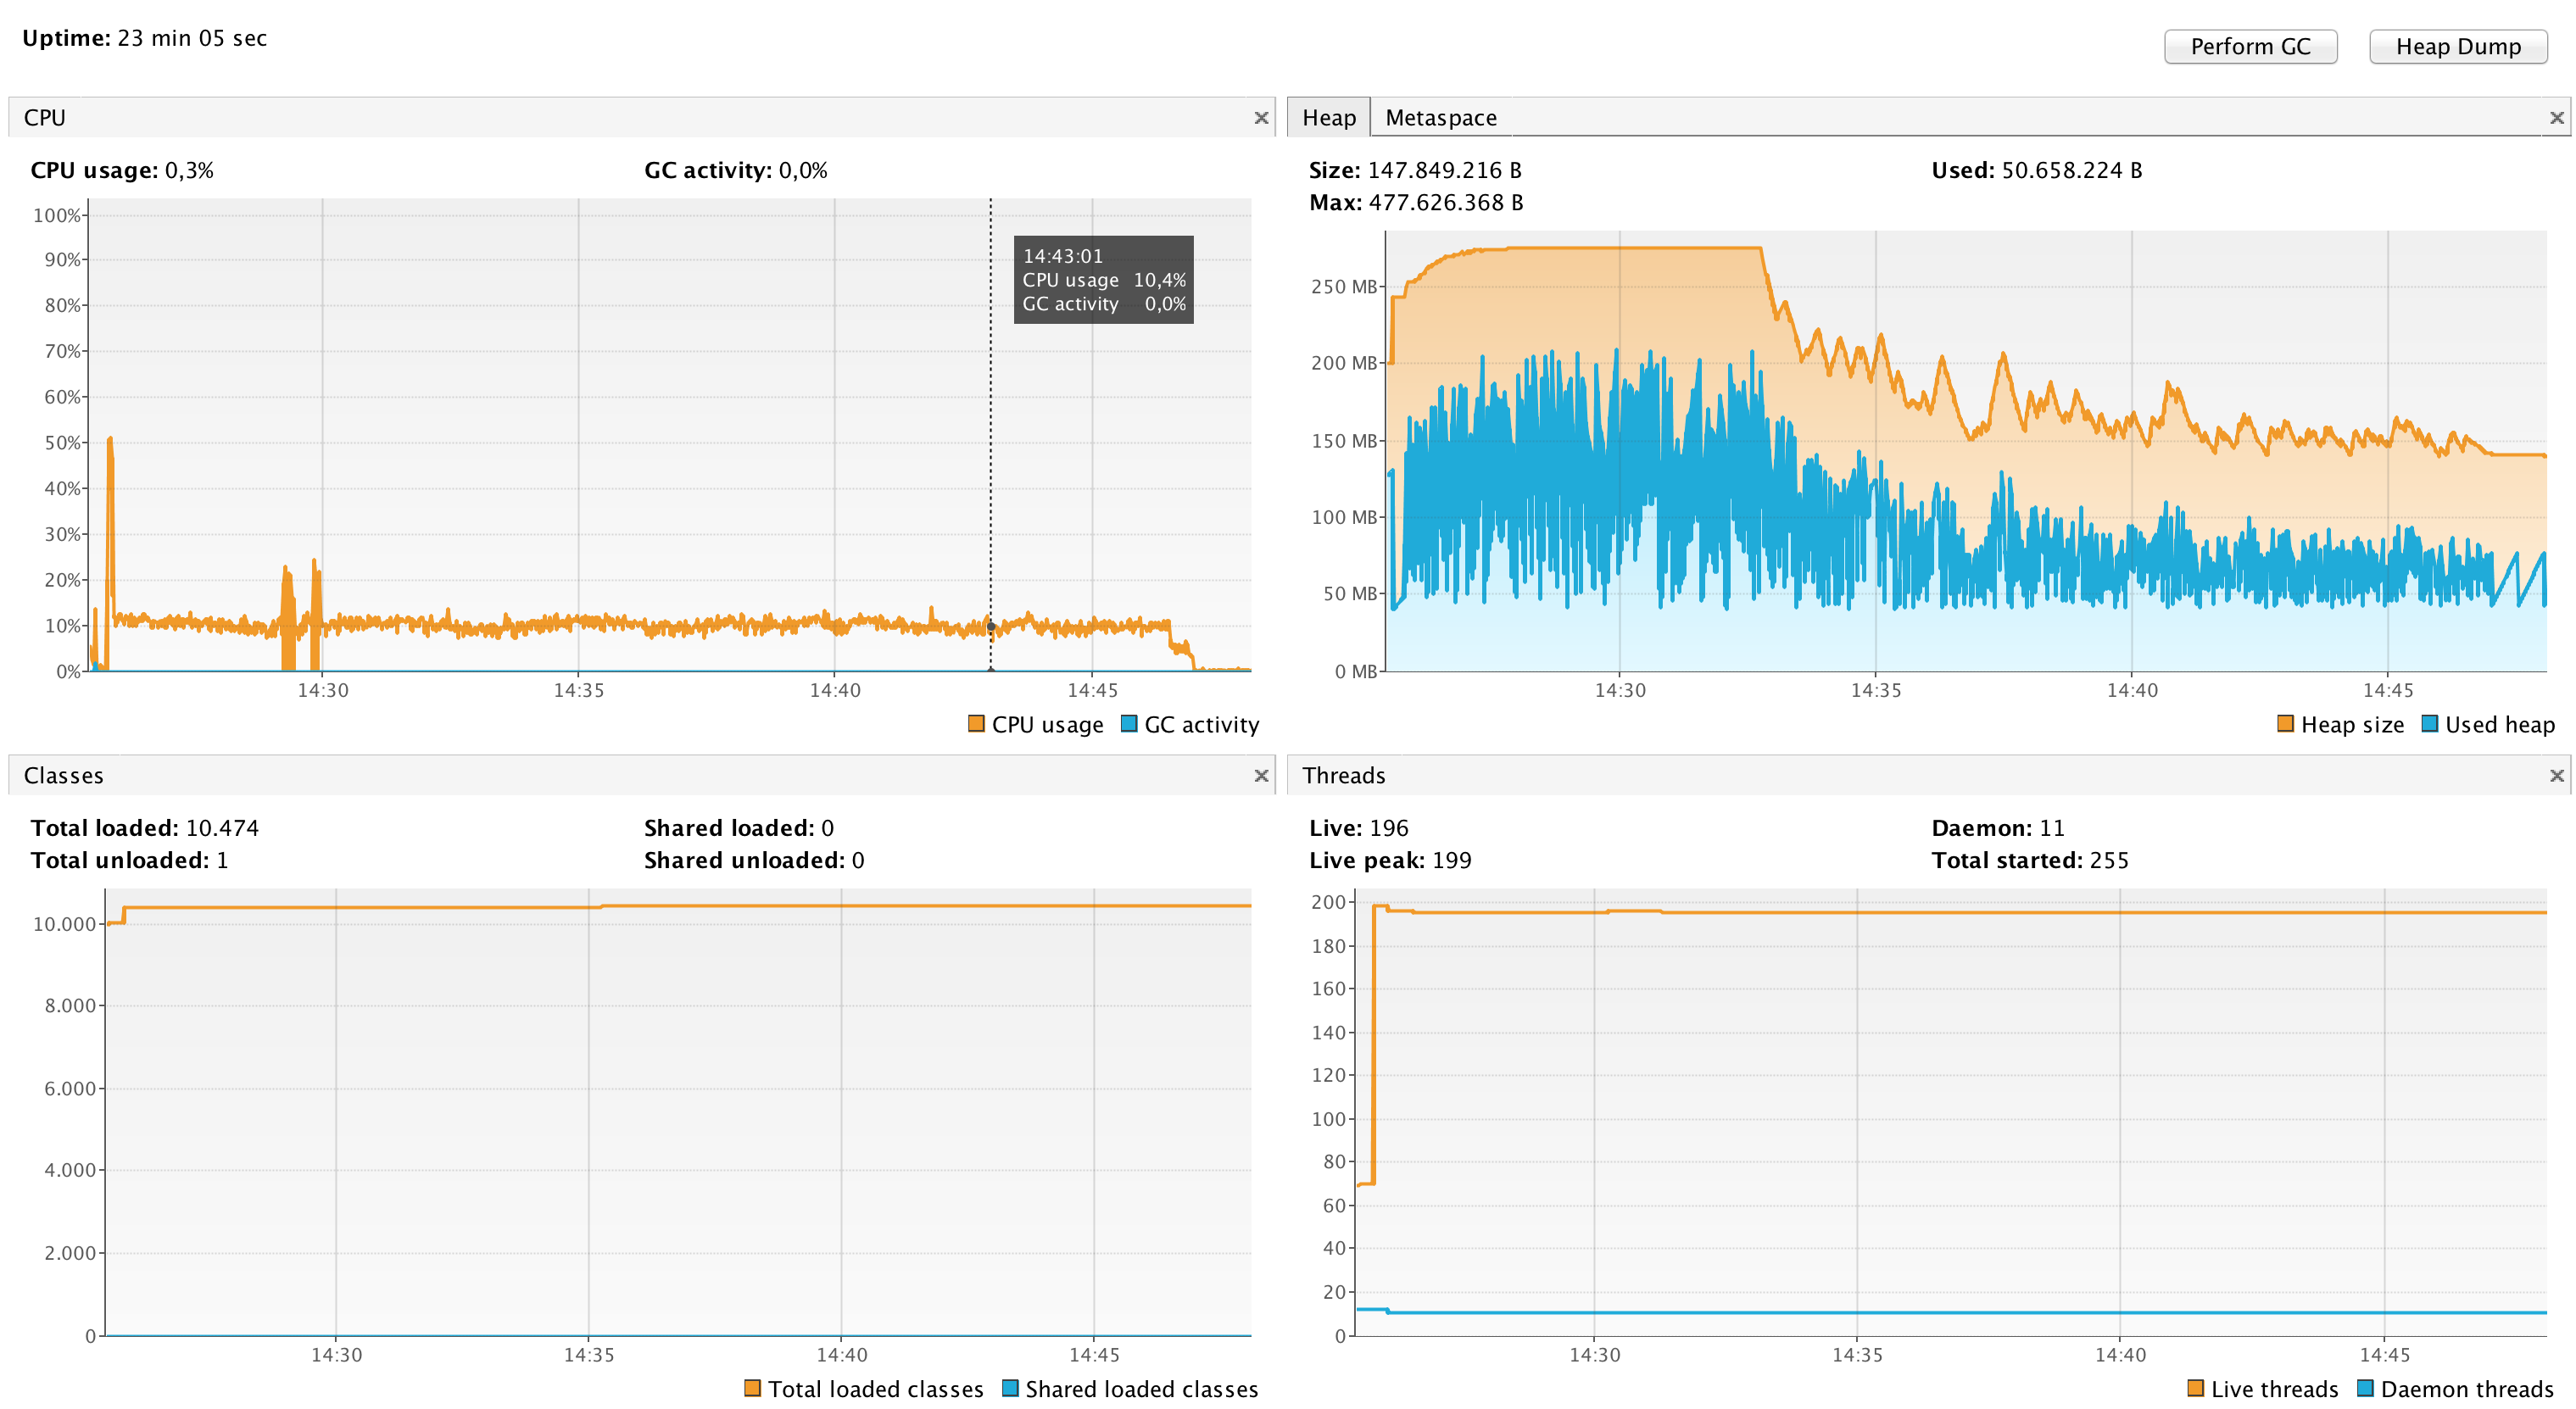 Uptime: 23 min 05 sec
Perform GC
Heap Dump
CPU
CPU usage: 0,3%
GC activity: 0,0%
100%
90%
80%
70%
60%
50%
40%
30%
20%
10%
0%
14:43:01
CPU usage 10,4%
GC activity 0,0%
14:30 14:35 14:40 14:45
CPU usage GC activity
Heap Metaspace
Size: 147.849.216 B
Used: 50.658.224 B
Max: 477.626.368 B
250 MB
200 MB
150 MB
100 MB
50 MB
0 MB
14:30 14:35 14:40 14:45
Heap size Used heap
Classes
Total loaded: 10.474
Shared loaded: 0
Total unloaded: 1
Shared unloaded: 0
10.000
8.000
6.000
4.000
2.000
0
14:30 14:35 14:40 14:45
Total loaded classes Shared loaded classes
Threads
Live: 196
Daemon: 11
Live peak: 199
Total started: 255
200
180
160
140
120
100
80
60
40
20
0
14:30 14:35 14:40 14:45
Live threads Daemon threads